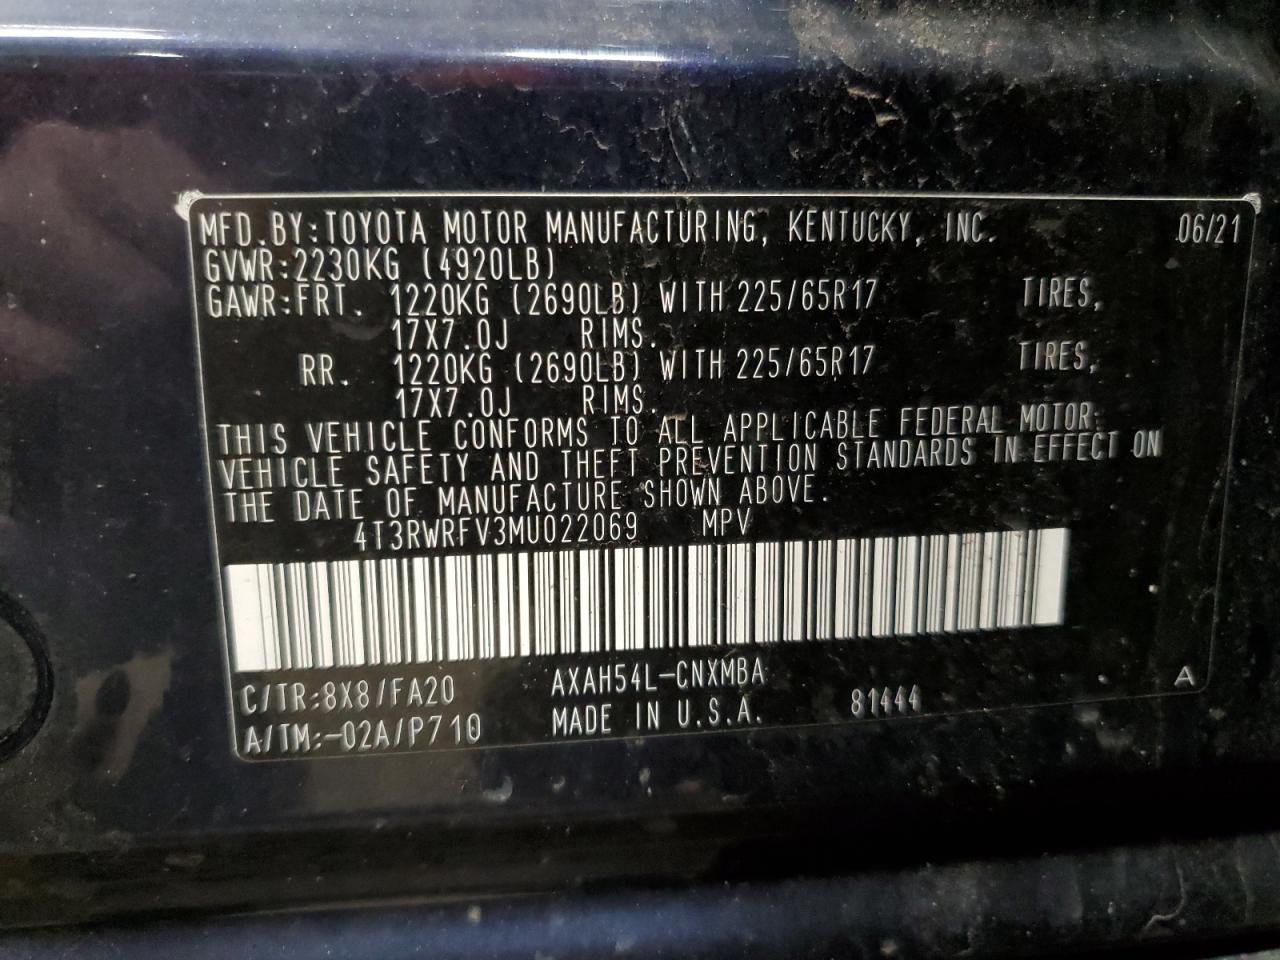 MFD.BY:TOYOTA MOTOR MANUFACTURING, KENTUCKY, INC. 06/21
GVWR:2230KG (4920LB)
GAWR:FRT. 1220KG (2690LB) WITH 225/65R17 TIRES,
17X7.0J RIMS.
RR. 1220KG (2690LB) WITH 225/65R17 TIRES,
17X7.0J RIMS.
THIS VEHICLE CONFORMS TO ALL APPLICABLE FEDERAL MOTOR
VEHICLE SAFETY AND THEFT PREVENTION STANDARDS IN EFFECT ON
THE DATE OF MANUFACTURE SHOWN ABOVE.
4T3RWRFV3MU022069 MPV
C/TR:8X8/FA20 AXAH54L-CNXMBA A
A/TM:-02A/P710 MADE IN U.S.A. 81444